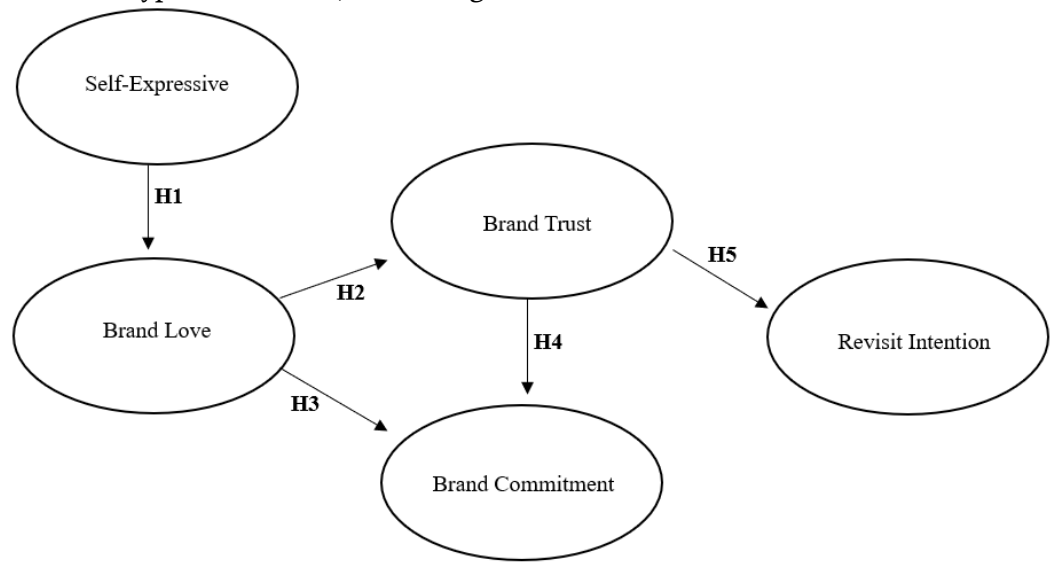 Self-Expressive
H1
Brand Trust
H5
H2
Brand Love
H4
Revisit Intention
H3
Brand Commitment